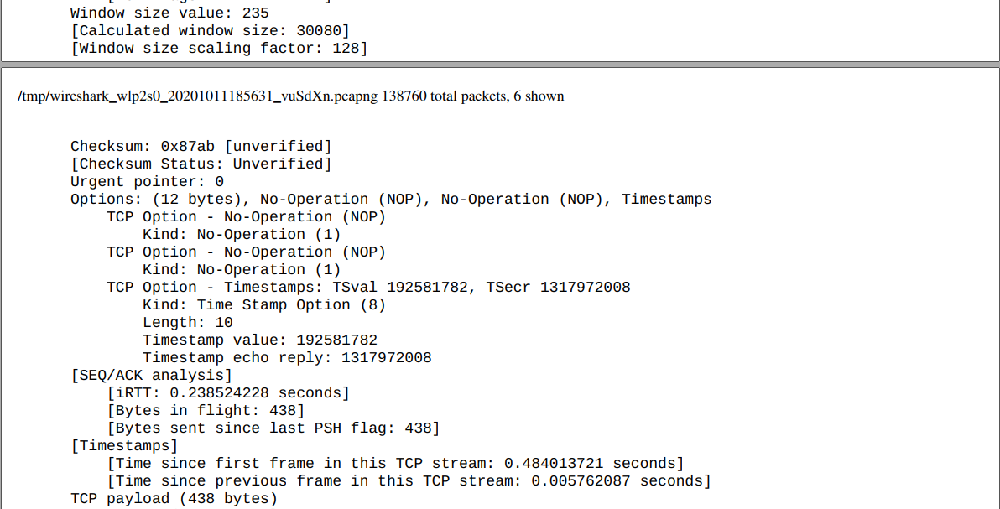 Window size value: 235
[Calculated window size: 30080]
[Window size scaling factor: 128]
/tmp/wireshark_wlp2s0_20201011185631_vuSdXn.pcapng 138760 total packets, 6 shown
Checksum: 0x87ab [unverified]
[Checksum Status: Unverified]
Urgent pointer: 0
Options: (12 bytes), No-Operation (NOP), No-Operation (NOP), Timestamps
TCP Option - No-Operation (NOP)
Kind: No-Operation (1)
TCP Option - No-Operation (NOP)
Kind: No-Operation (1)
TCP Option - Timestamps: TSval 192581782, TSecr 1317972008
Kind: Time Stamp Option (8)
Length: 10
Timestamp value: 192581782
Timestamp echo reply: 1317972008
[SEQ/ACK analysis]
[iRTT: 0.238524228 seconds]
[Bytes in flight: 438]
[Bytes sent since last PSH flag: 438]
[Timestamps]
[Time since first frame in this TCP stream: 0.484013721 seconds]
[Time since previous frame in this TCP stream: 0.005762087 seconds]
TCP payload (438 bytes)